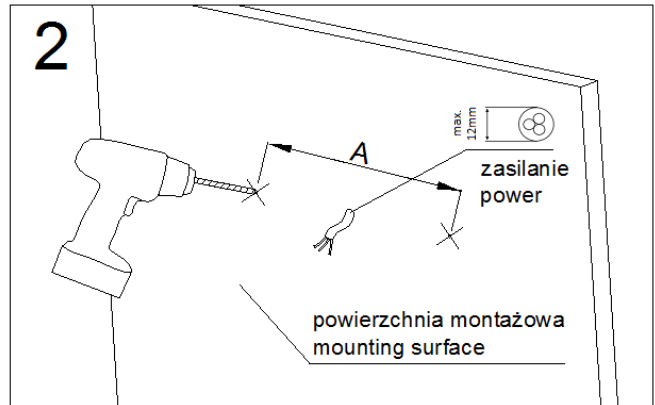 2
max.
12mm
A
zasilanie
power
powierzchnia montażowa
mounting surface